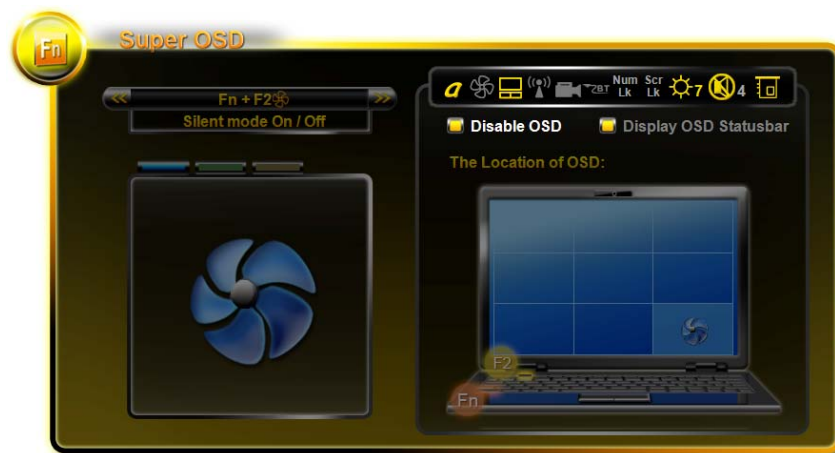 Fn
Super OSD
<< Fn + F2 >>
Silent mode On / Off
a
Num Lk
Scr Lk
7
4
Disable OSD
Display OSD Statusbar
The Location of OSD:
F2
Fn